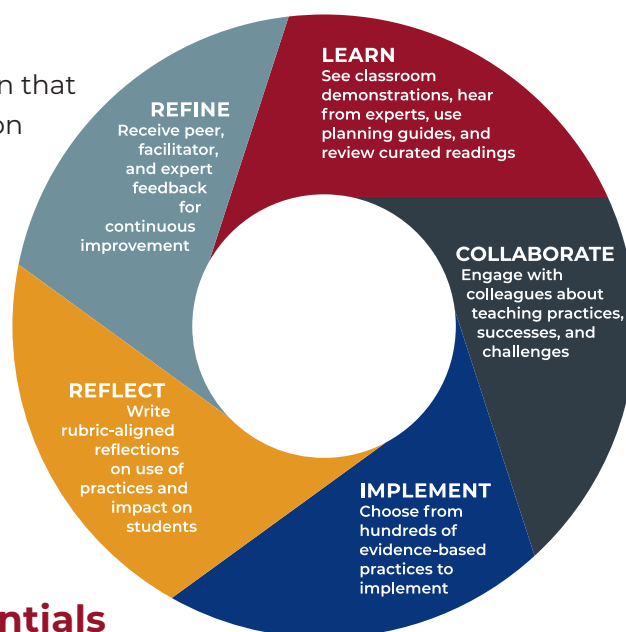 n that
on
LEARN
See classroom
demonstrations, hear
from experts, use
planning guides, and
review curated readings
COLLABORATE
Engage with
colleagues about
teaching practices,
successes, and
challenges
IMPLEMENT
Choose from
hundreds of
evidence-based
practices to
implement
REFLECT
Write
rubric-aligned
reflections
on use of
practices and
impact on
students
REFINE
Receive peer,
facilitator,
and expert
feedback
for
continuous
improvement
ntials